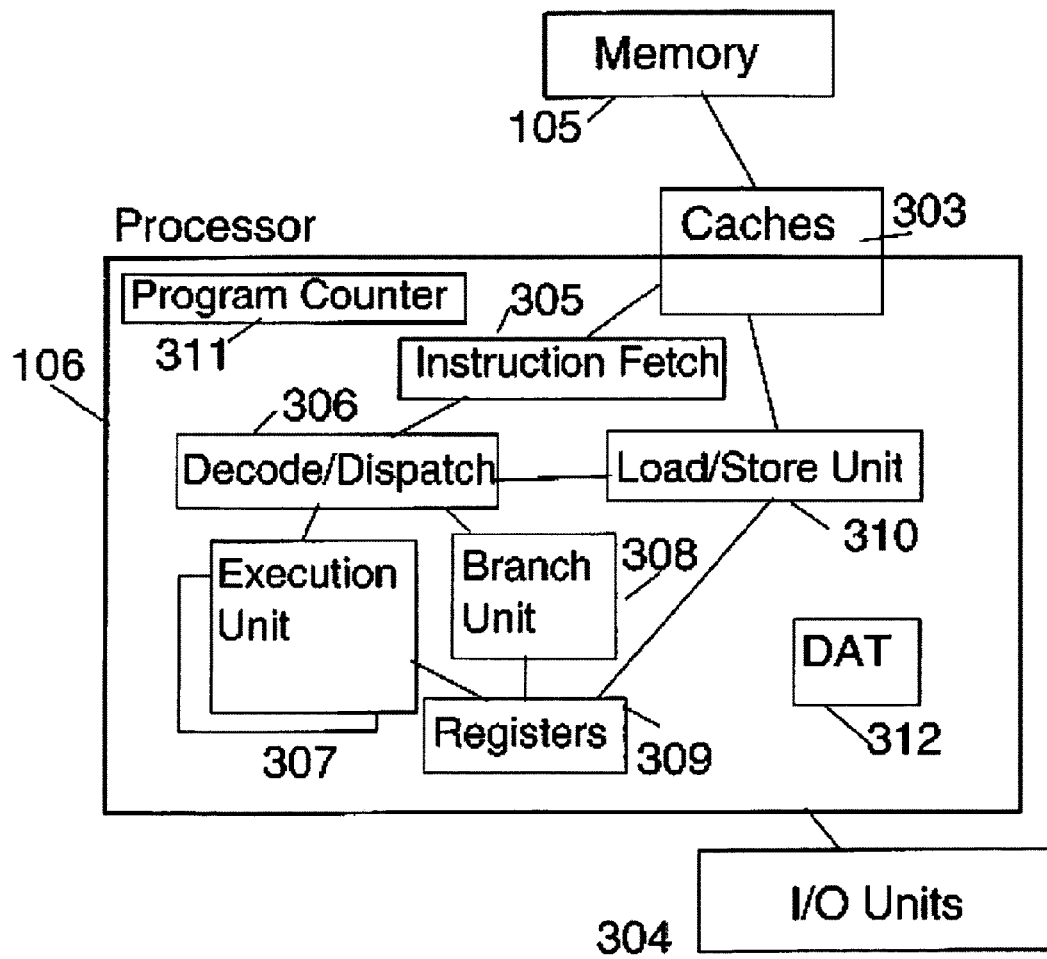 Memory
105
Caches
303
Processor
Program Counter
311
305
Instruction Fetch
106
306
Decode/Dispatch
Load/Store Unit
310
Execution
Unit
307
Branch
Unit
308
Registers
309
DAT
312
I/O Units
304